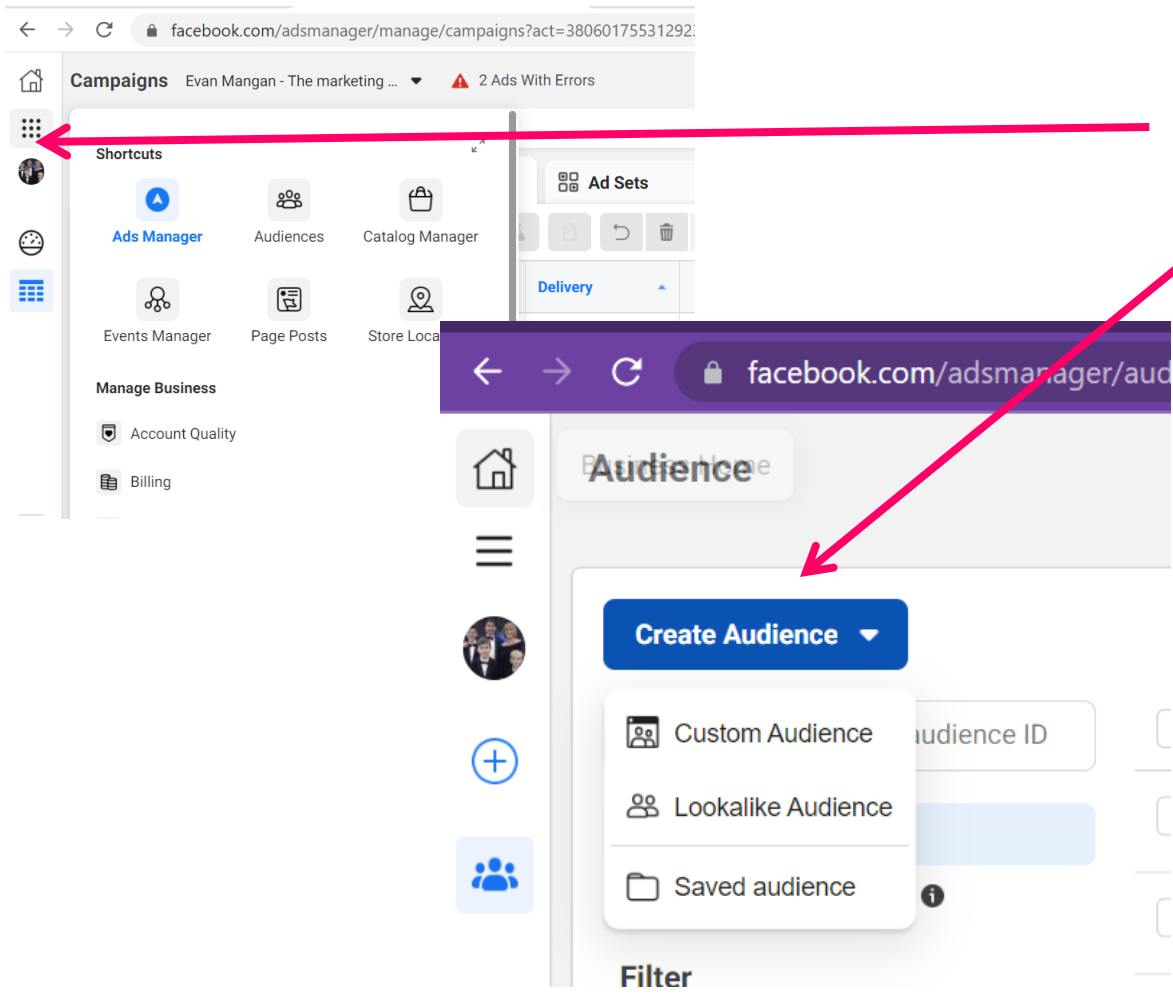 facebook.com/adsmanager/manage/campaigns?act=38060175531292
Campaigns Evan Mangan - The marketing ... 2 Ads With Errors
Shortcuts
Ad Sets
Ads Manager Audiences Catalog Manager
Delivery
Events Manager Page Posts Store Loca
Manage Business
Account Quality
Billing
facebook.com/adsmanager/aud
Business Home
Audience
Create Audience
Custom Audience
audience ID
Lookalike Audience
Saved audience
Filter